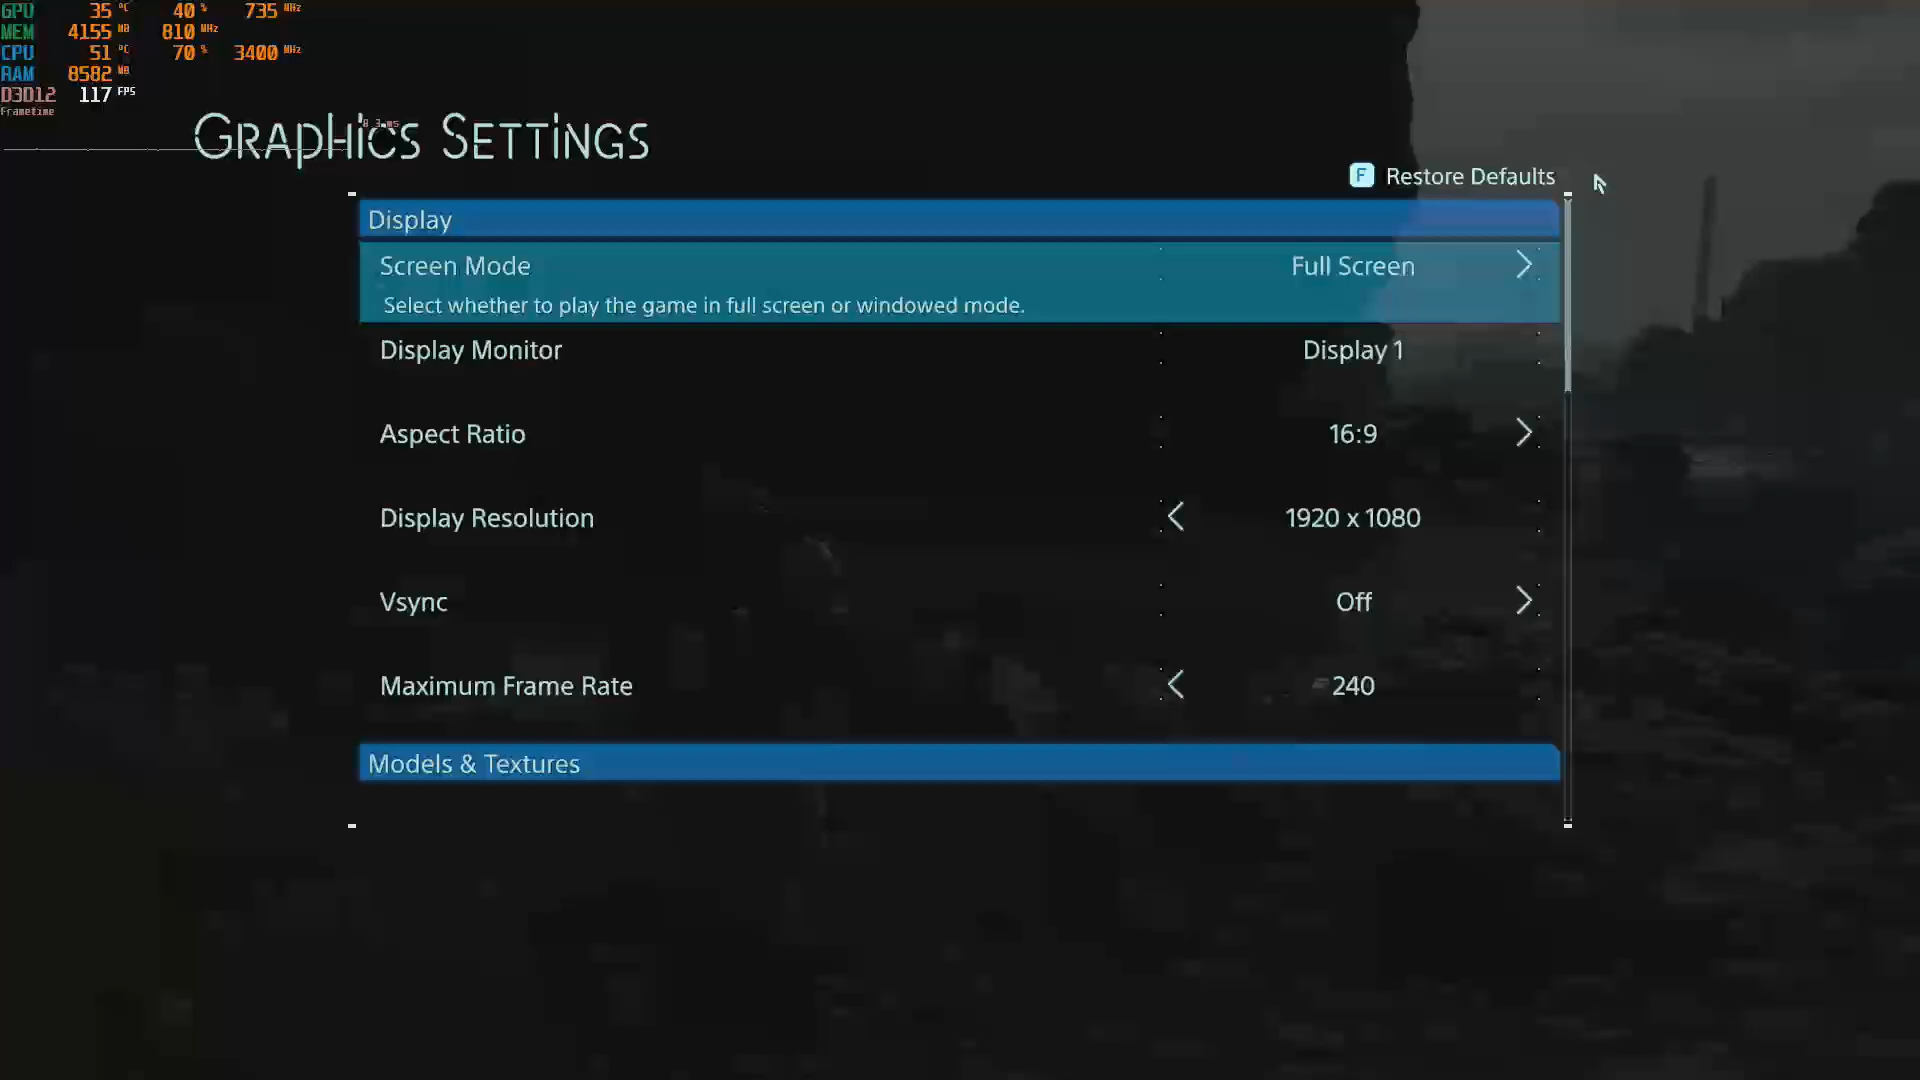 GPU 35 °C 40 % 735 MHz
MEM 4155 MB 810 MHz
CPU 51 °C 70 % 3400 MHz
RAM 8582 MB
D3D12 117 FPS
Frametime
8.3 ms
Graphics Settings
F Restore Defaults
Display
Screen Mode Full Screen
Select whether to play the game in full screen or windowed mode.
Display Monitor Display 1
Aspect Ratio 16:9
Display Resolution 1920 x 1080
Vsync Off
Maximum Frame Rate 240
Models & Textures